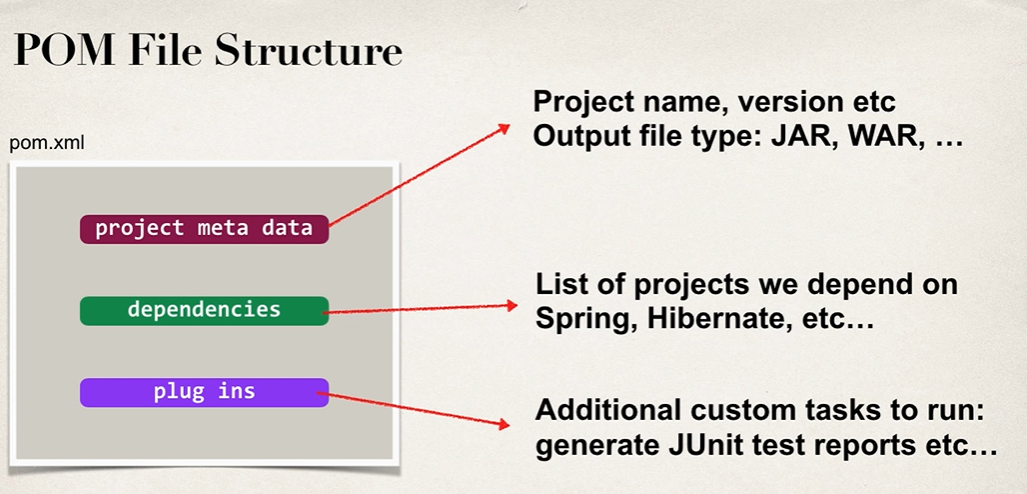 POM File Structure
pom.xml
project meta data
dependencies
plug ins
Project name, version etc
Output file type: JAR, WAR, …
List of projects we depend on
Spring, Hibernate, etc…
Additional custom tasks to run:
generate JUnit test reports etc…